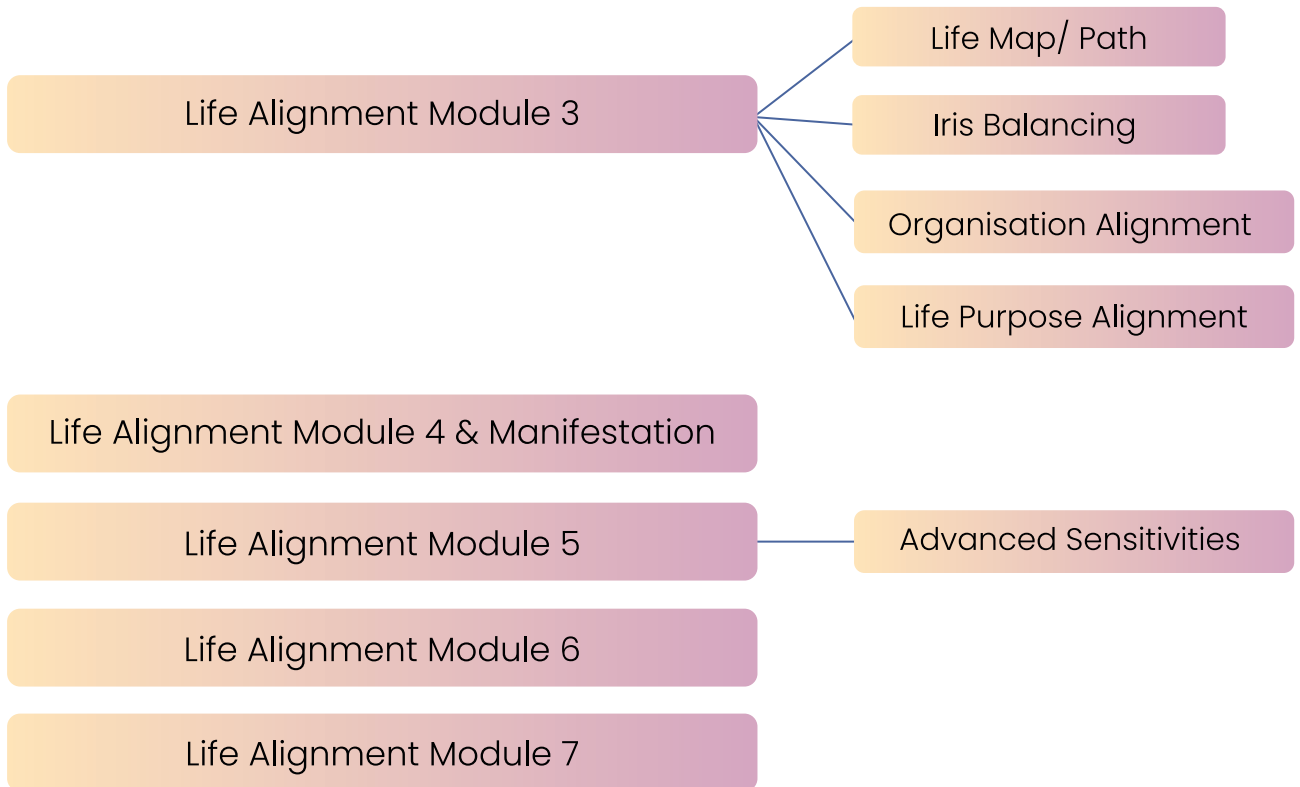 Life Alignment Module 3
Life Map/ Path
Iris Balancing
Organisation Alignment
Life Purpose Alignment
Life Alignment Module 4 & Manifestation
Life Alignment Module 5
Advanced Sensitivities
Life Alignment Module 6
Life Alignment Module 7